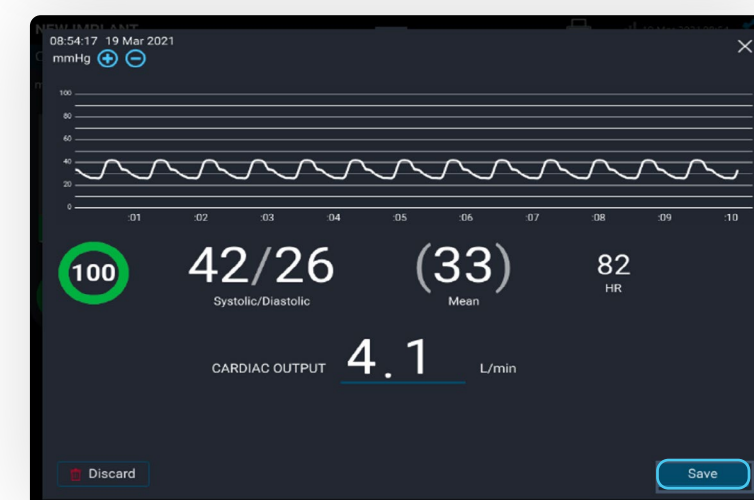 NEW IMPLANT
08:54:17 19 Mar 2021
mmHg
100
80
60
40
20
0
:01 :02 :03 :04 :05 :06 :07 :08 :09 :10
100
42/26
Systolic/Diastolic
(33)
Mean
82
HR
CARDIAC OUTPUT 4.1 L/min
Discard
Save